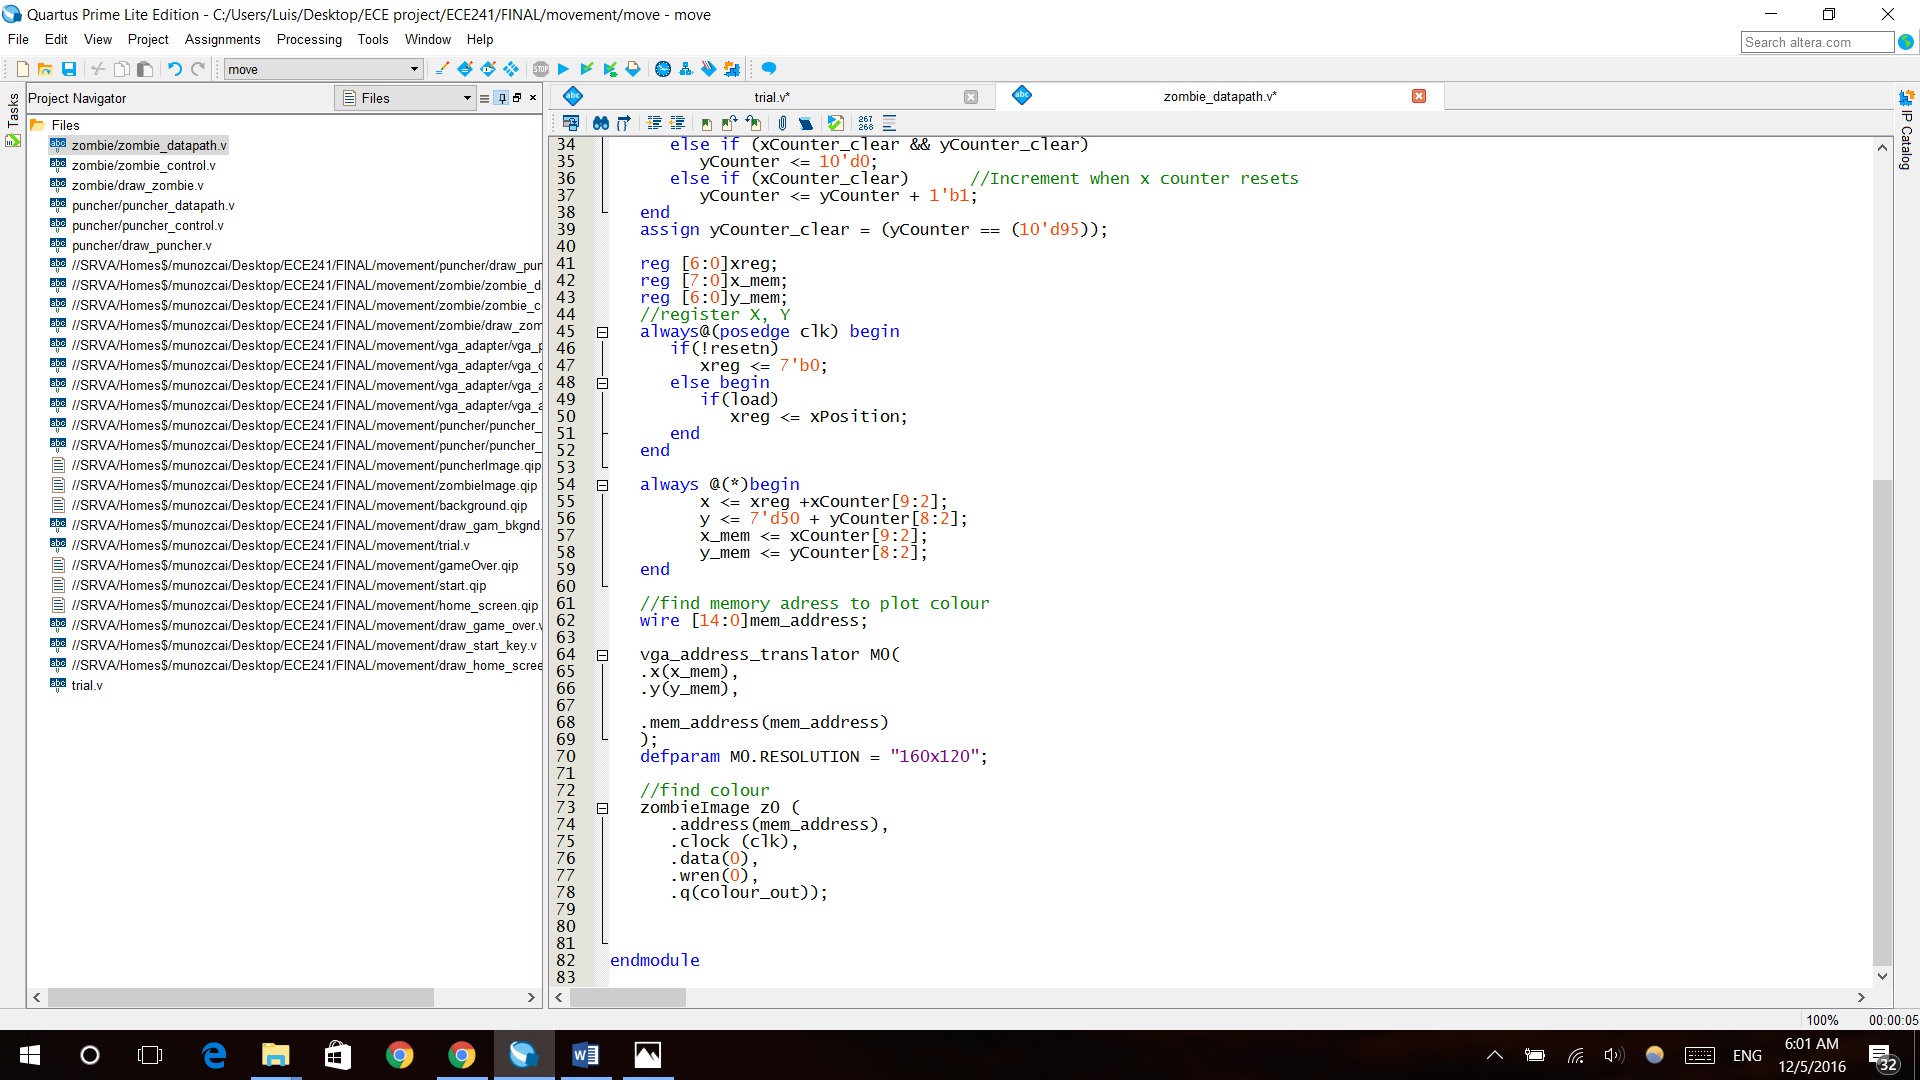 Quartus Prime Lite Edition - C:/Users/Luis/Desktop/ECE project/ECE241/FINAL/movement/move - move
File Edit View Project Assignments Processing Tools Window Help
Search altera.com
move
Tasks
Project Navigator
Files
trial.v*
zombie_datapath.v*
IP Catalog
267
268
Files
zombie/zombie_datapath.v
zombie/zombie_control.v
zombie/draw_zombie.v
puncher/puncher_datapath.v
puncher/puncher_control.v
puncher/draw_puncher.v
//SRVA/Homes$/munozcai/Desktop/ECE241/FINAL/movement/puncher/draw_pun
//SRVA/Homes$/munozcai/Desktop/ECE241/FINAL/movement/zombie/zombie_d
//SRVA/Homes$/munozcai/Desktop/ECE241/FINAL/movement/zombie/zombie_c
//SRVA/Homes$/munozcai/Desktop/ECE241/FINAL/movement/zombie/draw_zom
//SRVA/Homes$/munozcai/Desktop/ECE241/FINAL/movement/vga_adapter/vga_p
//SRVA/Homes$/munozcai/Desktop/ECE241/FINAL/movement/vga_adapter/vga_c
//SRVA/Homes$/munozcai/Desktop/ECE241/FINAL/movement/vga_adapter/vga_a
//SRVA/Homes$/munozcai/Desktop/ECE241/FINAL/movement/vga_adapter/vga_a
//SRVA/Homes$/munozcai/Desktop/ECE241/FINAL/movement/puncher/puncher_
//SRVA/Homes$/munozcai/Desktop/ECE241/FINAL/movement/puncher/puncher_
//SRVA/Homes$/munozcai/Desktop/ECE241/FINAL/movement/puncherImage.qip
//SRVA/Homes$/munozcai/Desktop/ECE241/FINAL/movement/zombieImage.qip
//SRVA/Homes$/munozcai/Desktop/ECE241/FINAL/movement/background.qip
//SRVA/Homes$/munozcai/Desktop/ECE241/FINAL/movement/draw_gam_bkgnd.
//SRVA/Homes$/munozcai/Desktop/ECE241/FINAL/movement/trial.v
//SRVA/Homes$/munozcai/Desktop/ECE241/FINAL/movement/gameOver.qip
//SRVA/Homes$/munozcai/Desktop/ECE241/FINAL/movement/start.qip
//SRVA/Homes$/munozcai/Desktop/ECE241/FINAL/movement/home_screen.qip
//SRVA/Homes$/munozcai/Desktop/ECE241/FINAL/movement/draw_game_over.v
//SRVA/Homes$/munozcai/Desktop/ECE241/FINAL/movement/draw_start_key.v
//SRVA/Homes$/munozcai/Desktop/ECE241/FINAL/movement/draw_home_scree
trial.v
34 else if (xCounter_clear && yCounter_clear)
35 yCounter <= 10'd0;
36 else if (xCounter_clear) //Increment when x counter resets
37 yCounter <= yCounter + 1'b1;
38 end
39 assign yCounter_clear = (yCounter == (10'd95));
40
41 reg [6:0]xreg;
42 reg [7:0]x_mem;
43 reg [6:0]y_mem;
44 //register X, Y
45 always@(posedge clk) begin
46 if(!resetn)
47 xreg <= 7'b0;
48 else begin
49 if(load)
50 xreg <= xPosition;
51 end
52 end
53
54 always @(*)begin
55 x <= xreg +xCounter[9:2];
56 y <= 7'd50 + yCounter[8:2];
57 x_mem <= xCounter[9:2];
58 y_mem <= yCounter[8:2];
59 end
60
61 //find memory adress to plot colour
62 wire [14:0]mem_address;
63
64 vga_address_translator M0(
65 .x(x_mem),
66 .y(y_mem),
67
68 .mem_address(mem_address)
69 );
70 defparam M0.RESOLUTION = "160x120";
71
72 //find colour
73 zombieImage z0 (
74 .address(mem_address),
75 .clock (clk),
76 .data(0),
77 .wren(0),
78 .q(colour_out));
79
80
81
82 endmodule
83
100% 00:00:05
ENG
6:01 AM
12/5/2016
32